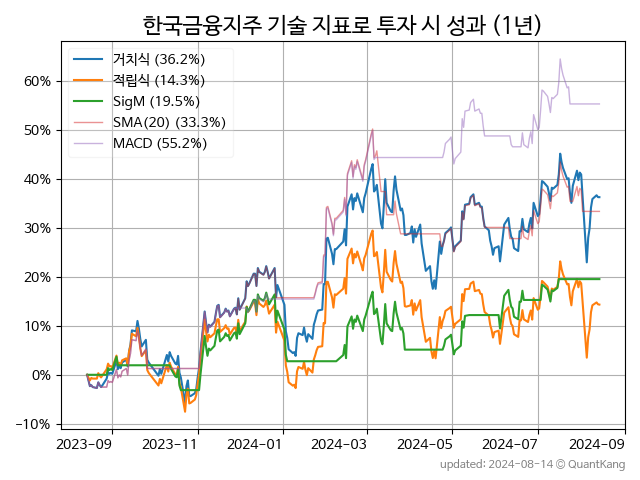 한국금융지주 기술 지표로 투자 시 성과 (1년)
거치식 (36.2%)
적립식 (14.3%)
SigM (19.5%)
SMA(20) (33.3%)
MACD (55.2%)
60%
50%
40%
30%
20%
10%
0%
-10%
2023-09 2023-11 2024-01 2024-03 2024-05 2024-07 2024-09
updated: 2024-08-14 © QuantKang